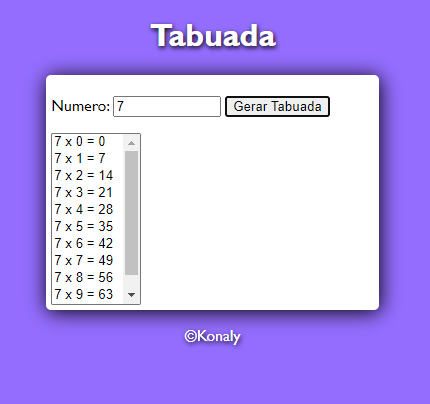 Tabuada
Numero: 7 Gerar Tabuada
7 x 0 = 0
7 x 1 = 7
7 x 2 = 14
7 x 3 = 21
7 x 4 = 28
7 x 5 = 35
7 x 6 = 42
7 x 7 = 49
7 x 8 = 56
7 x 9 = 63
©Konaly